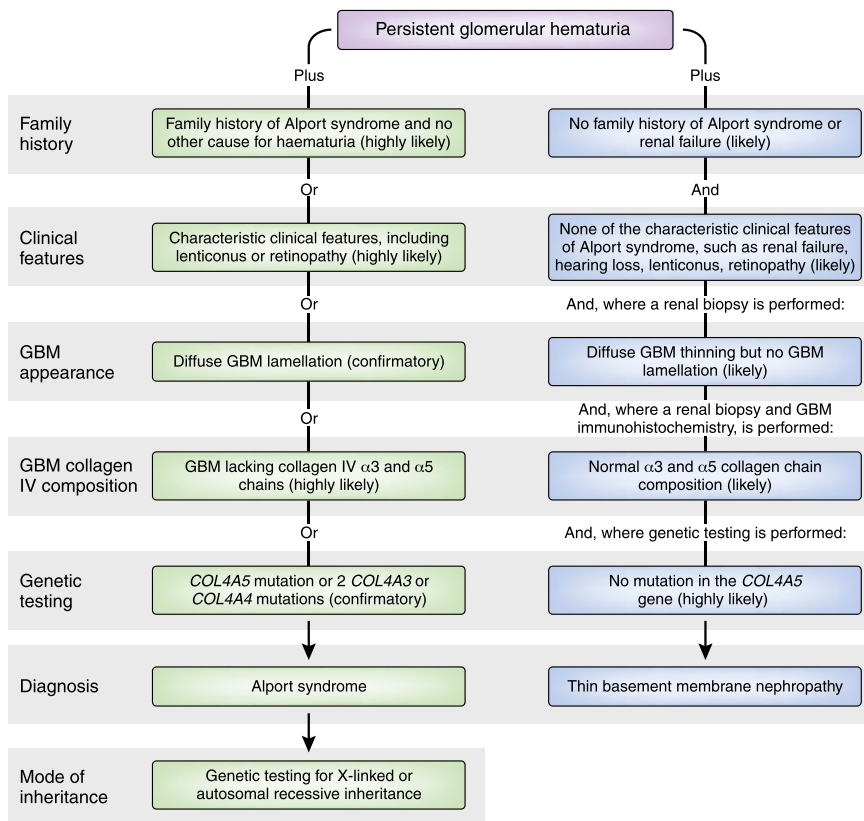 Persistent glomerular hematuria
Plus
Plus
Family
history
Family history of Alport syndrome and no
other cause for haematuria (highly likely)
No family history of Alport syndrome or
renal failure (likely)
Or
And
Clinical
features
Characteristic clinical features, including
lenticonus or retinopathy (highly likely)
None of the characteristic clinical features
of Alport syndrome, such as renal failure,
hearing loss, lenticonus, retinopathy (likely)
Or
And, where a renal biopsy is performed:
GBM
appearance
Diffuse GBM lamellation (confirmatory)
Diffuse GBM thinning but no GBM
lamellation (likely)
Or
And, where a renal biopsy and GBM
immunohistochemistry, is performed:
GBM collagen
IV composition
GBM lacking collagen IV α3 and α5
chains (highly likely)
Normal α3 and α5 collagen chain
composition (likely)
Or
And, where genetic testing is performed:
Genetic
testing
COL4A5 mutation or 2 COL4A3 or
COL4A4 mutations (confirmatory)
No mutation in the COL4A5
gene (highly likely)
Diagnosis
Alport syndrome
Thin basement membrane nephropathy
Mode of
inheritance
Genetic testing for X-linked or
autosomal recessive inheritance